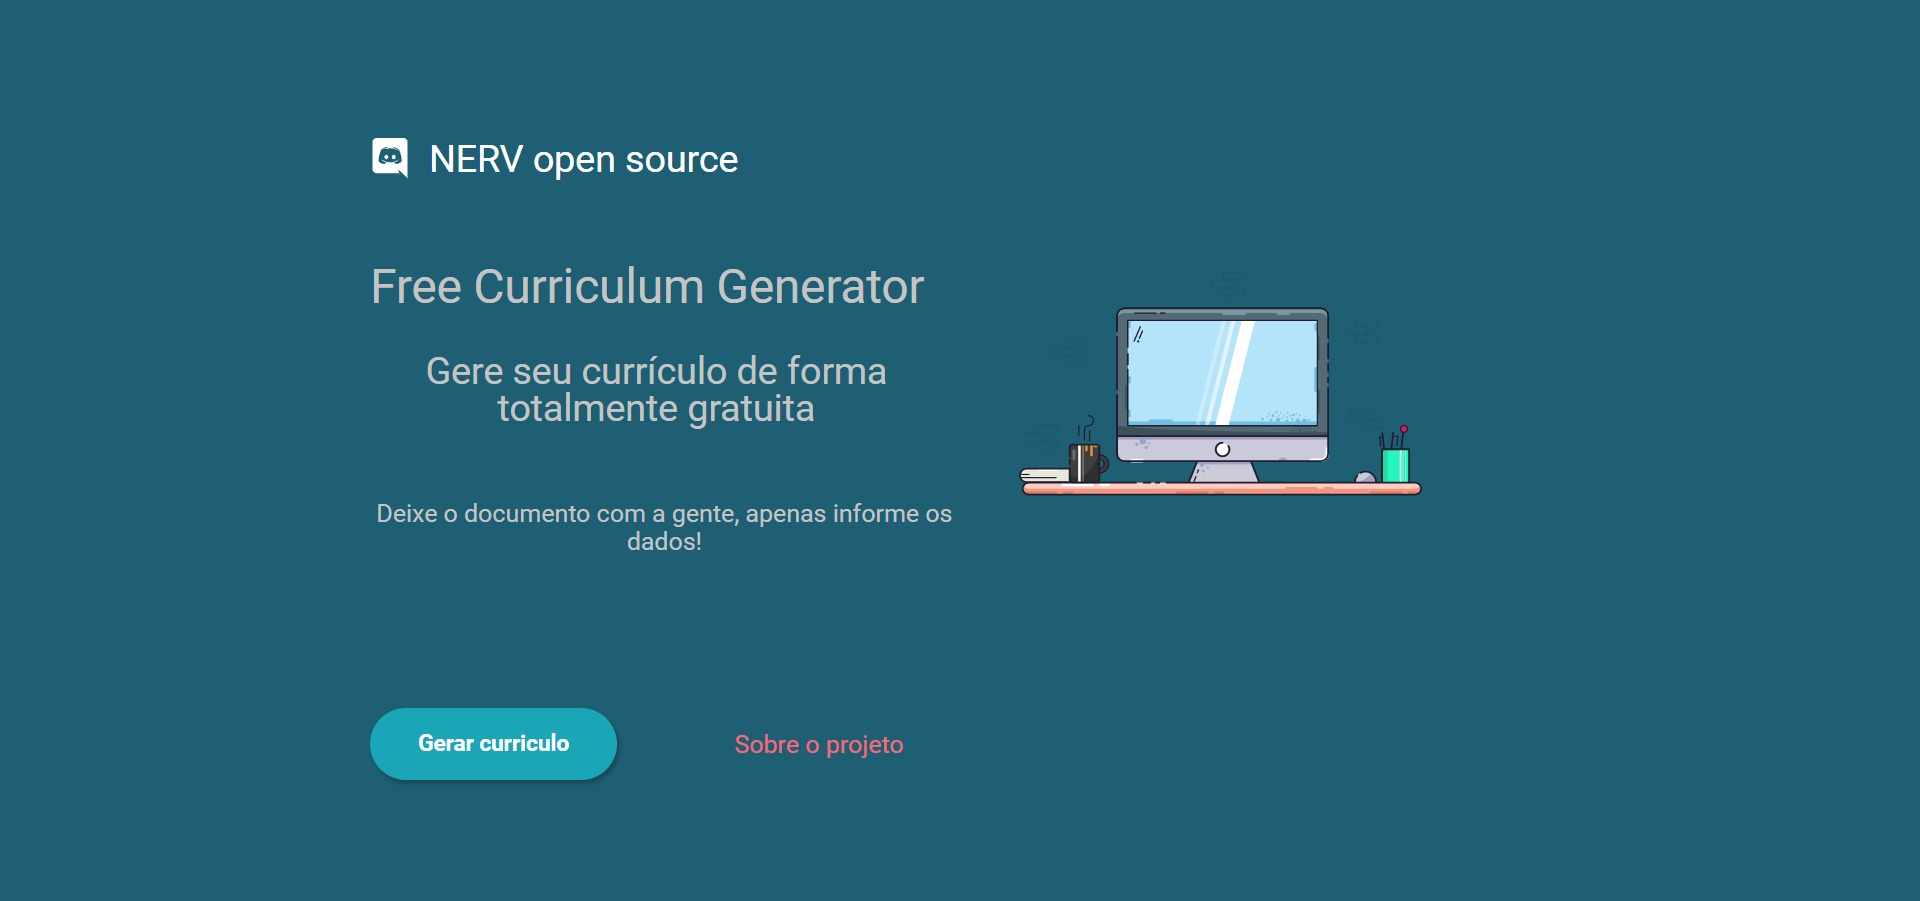 NERV open source
Free Curriculum Generator
Gere seu currículo de forma
totalmente gratuita
Deixe o documento com a gente, apenas informe os
dados!
Gerar curriculo
Sobre o projeto